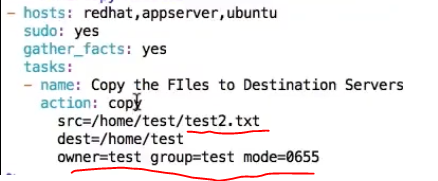 - hosts: redhat,appserver,ubuntu
sudo: yes
gather_facts: yes
tasks:
- name: Copy the FIles to Destination Servers
action: copy
src=/home/test/test2.txt
dest=/home/test
owner=test group=test mode=0655